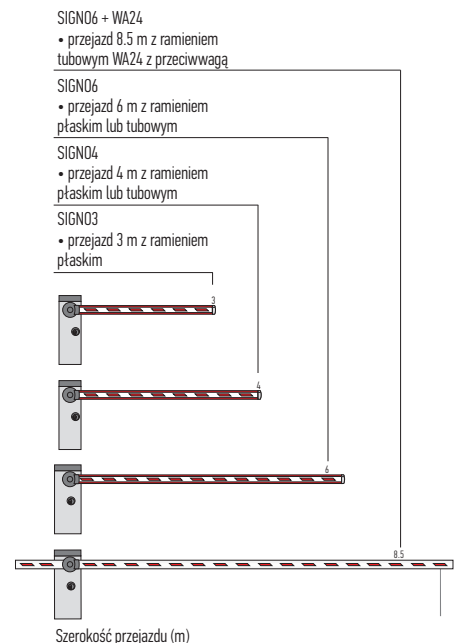 SIGNO6 + WA24
• przejazd 8.5 m z ramieniem
tubowym WA24 z przeciwwagą
SIGNO6
• przejazd 6 m z ramieniem
płaskim lub tubowym
SIGNO4
• przejazd 4 m z ramieniem
płaskim lub tubowym
SIGNO3
• przejazd 3 m z ramieniem
płaskim
3
4
6
8.5
Szerokość przejazdu (m)